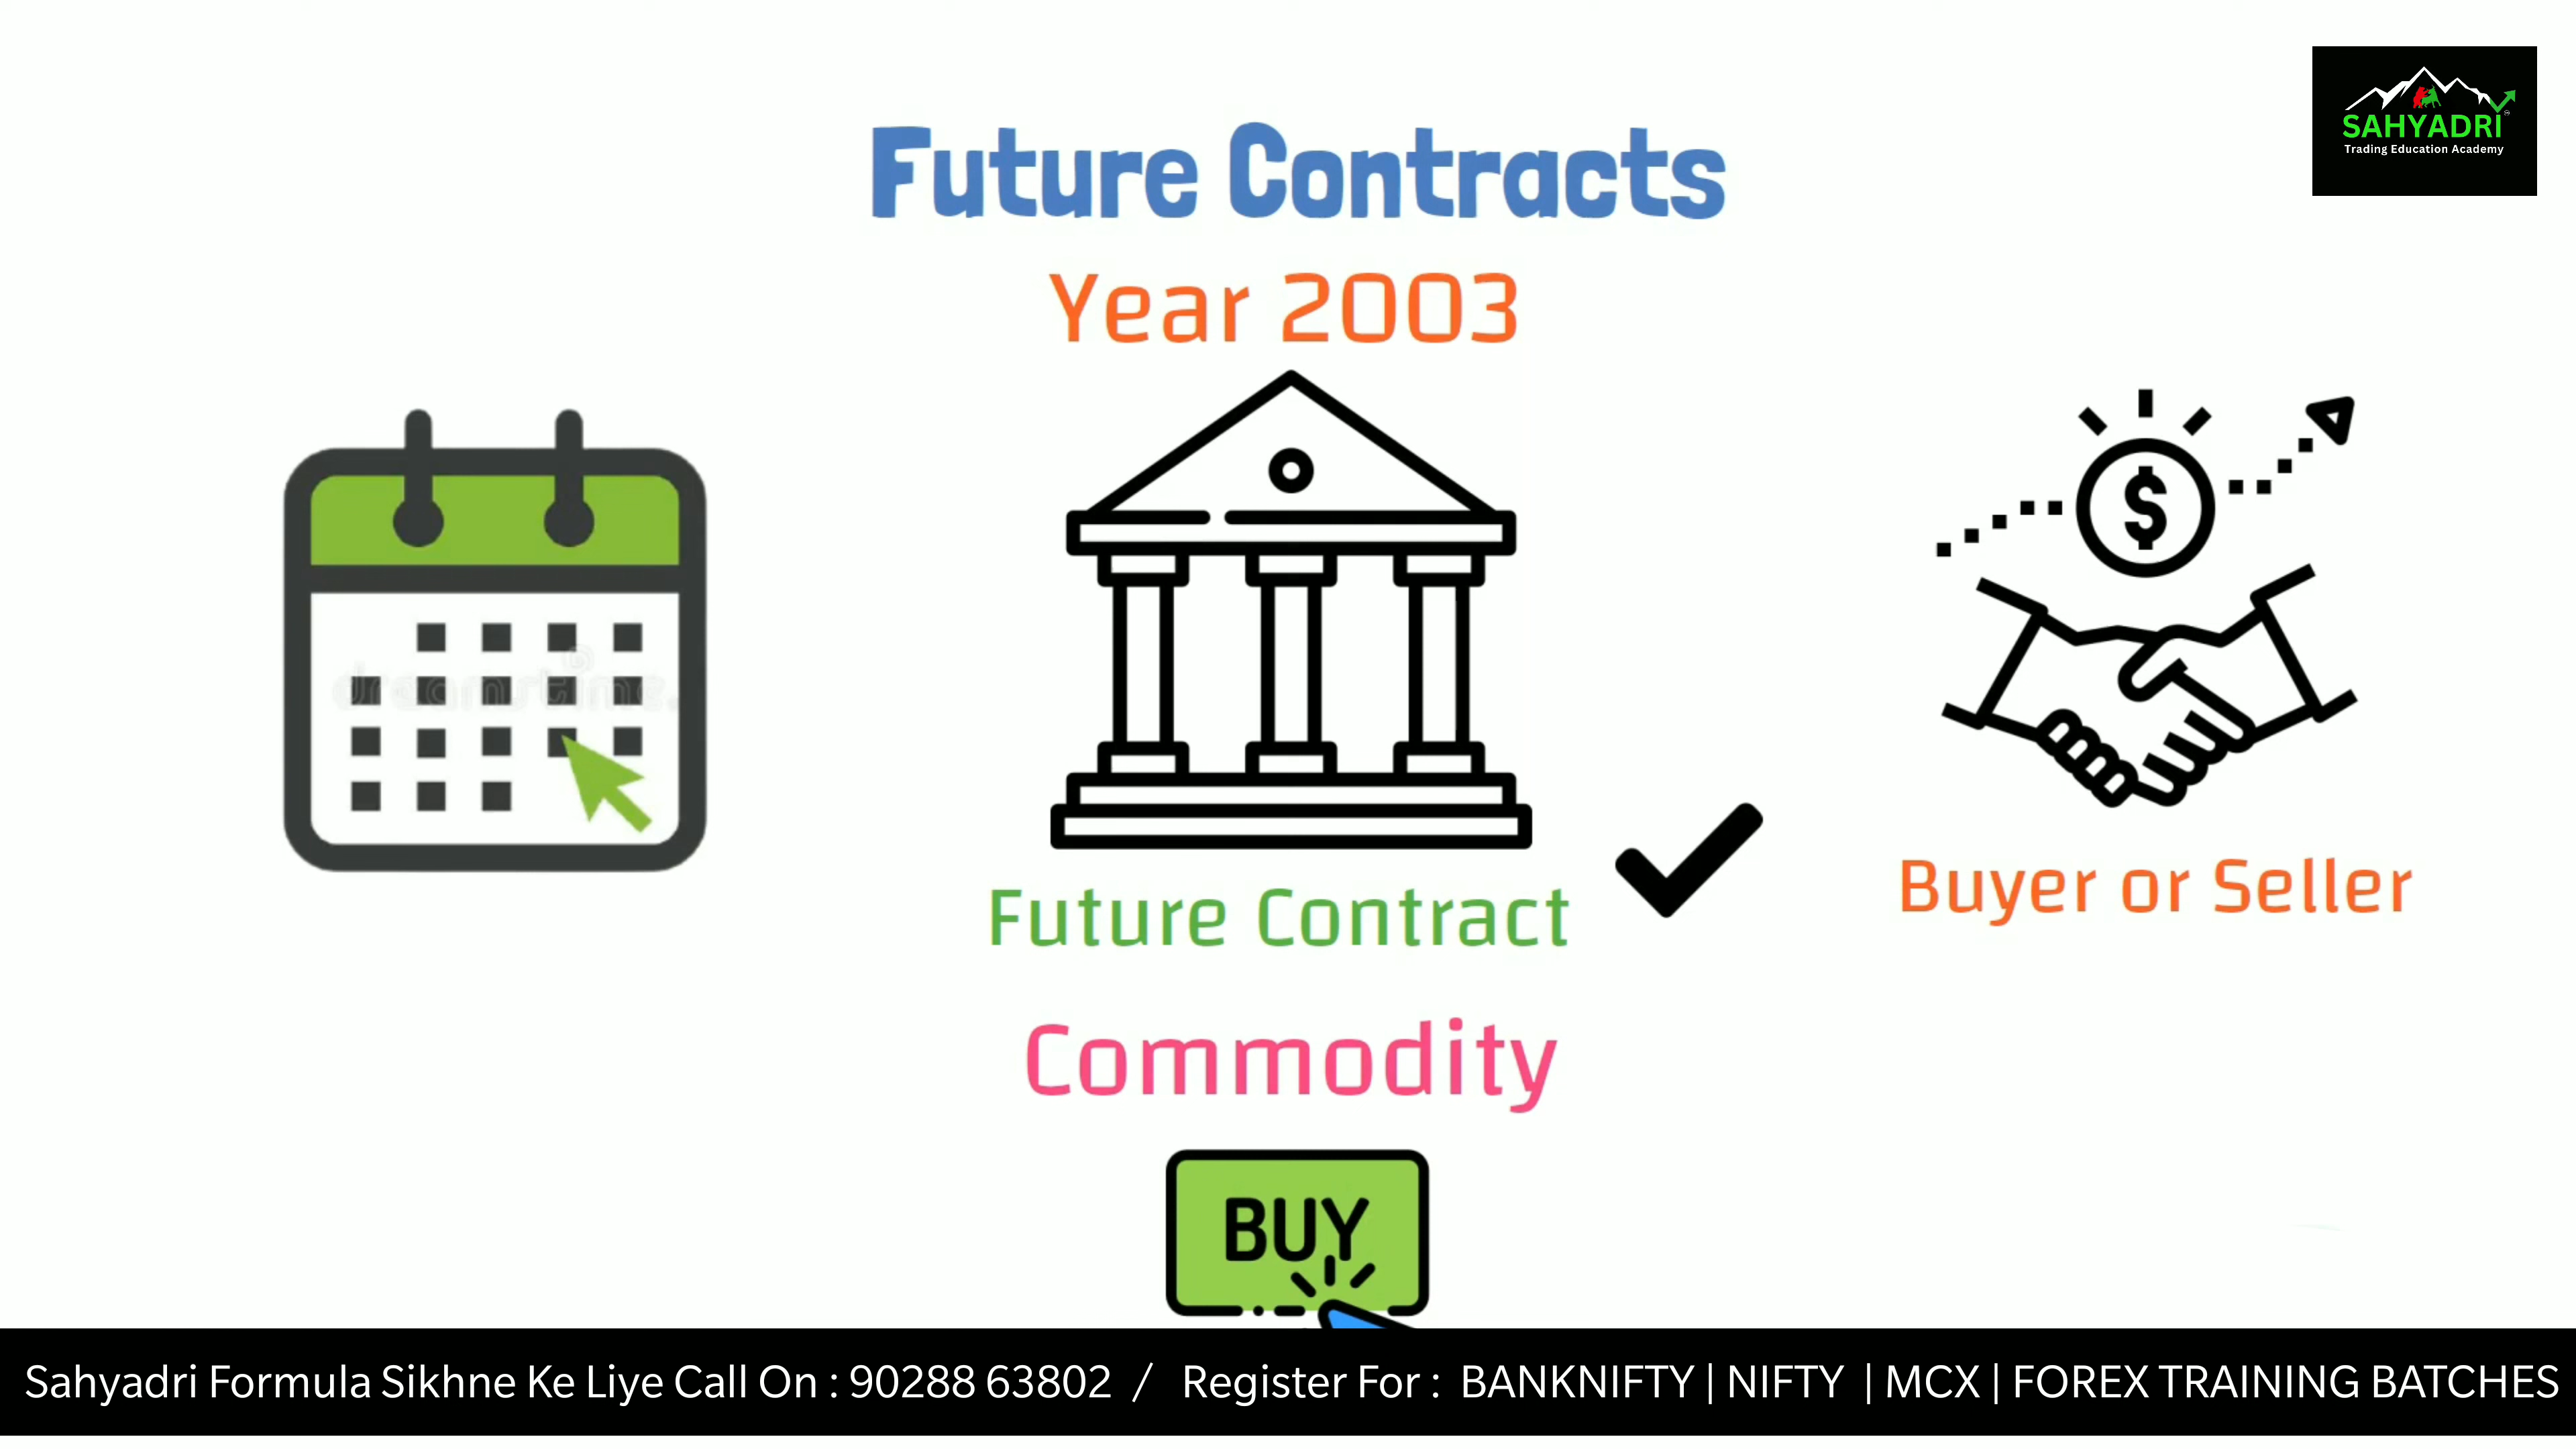 SAHYADRI
Trading Education Academy
Future Contracts
Year 2003
$
dreamstime.
Future Contract
Buyer or Seller
Commodity
BUY
Sahyadri Formula Sikhne Ke Liye Call On : 90288 63802 / Register For : BANKNIFTY | NIFTY | MCX | FOREX TRAINING BATCHES